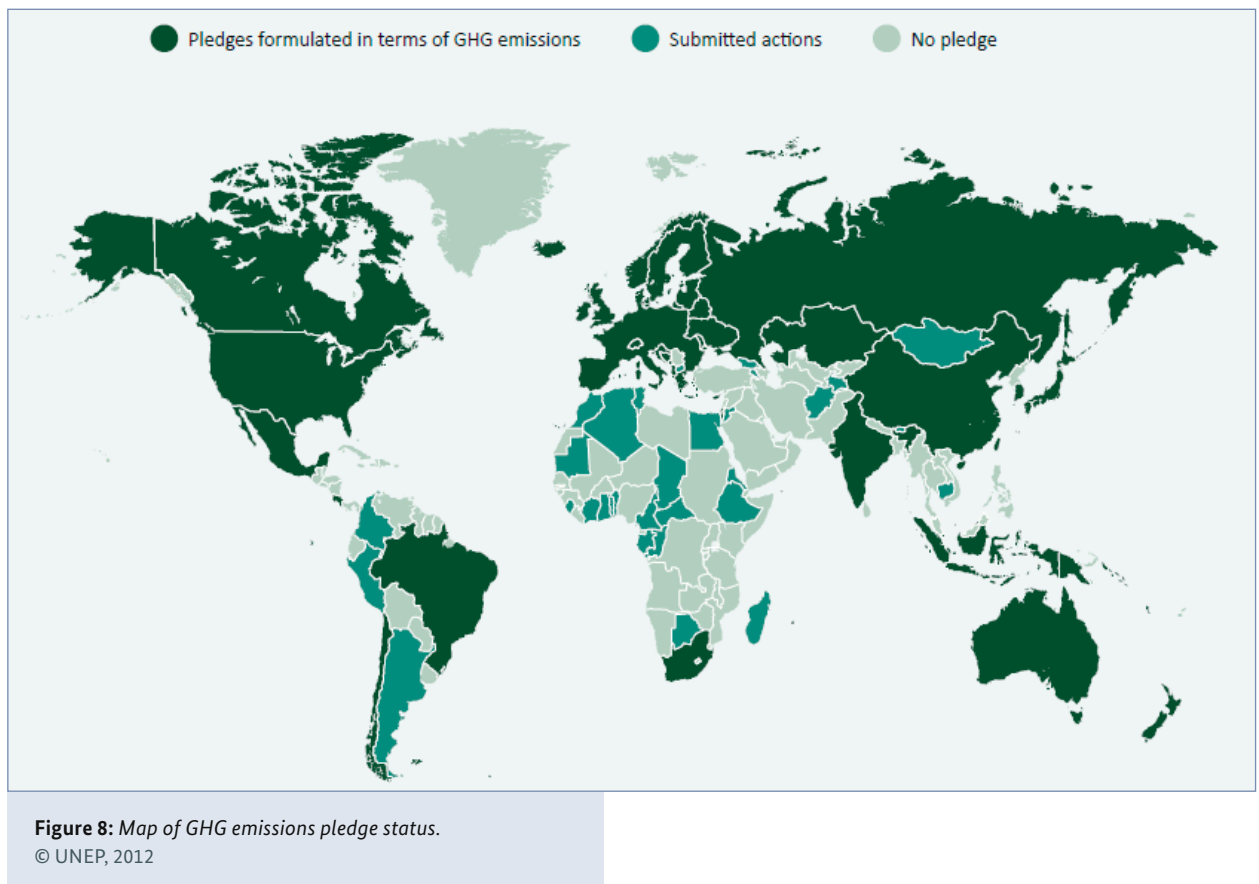 Pledges formulated in terms of GHG emissions
Submitted actions
No pledge
Figure 8: Map of GHG emissions pledge status.
© UNEP, 2012